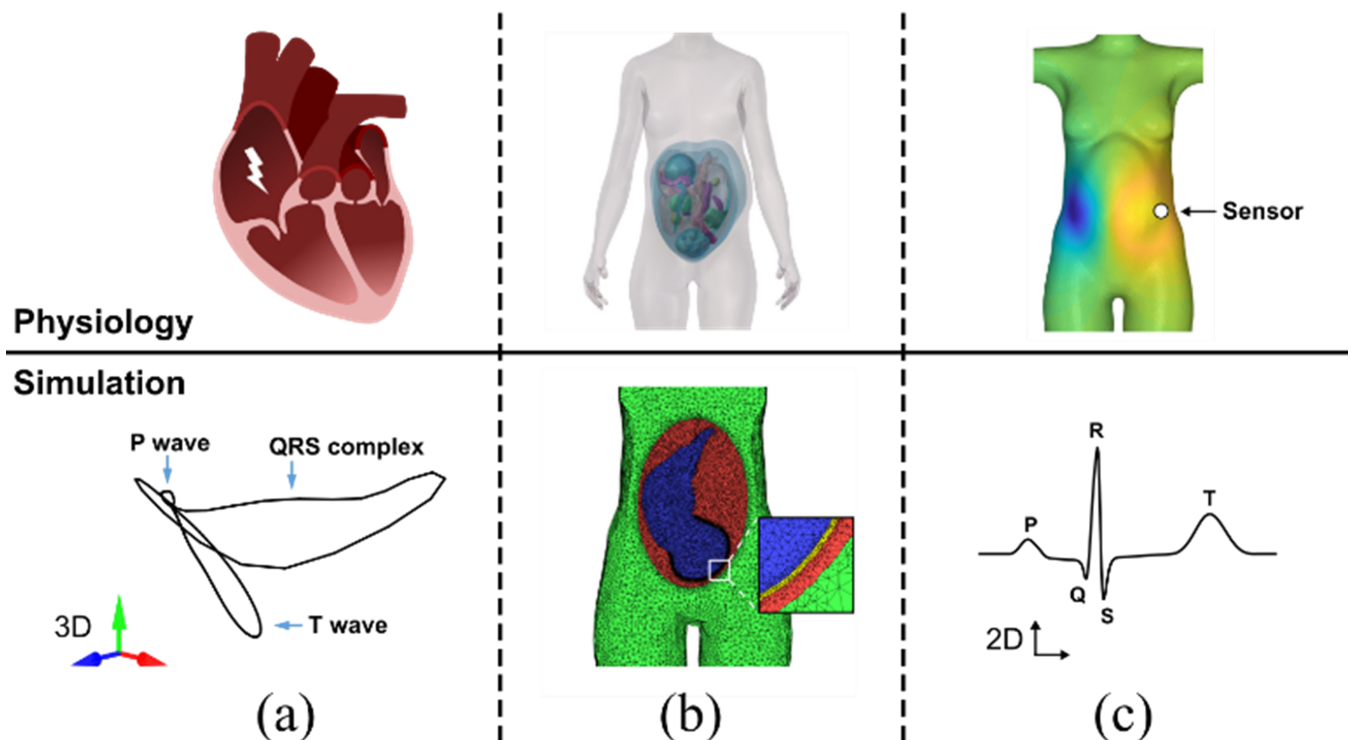 Physiology
Sensor
Simulation
P wave
QRS complex
T wave
3D
R
P
T
Q
S
2D
(a)
(b)
(c)